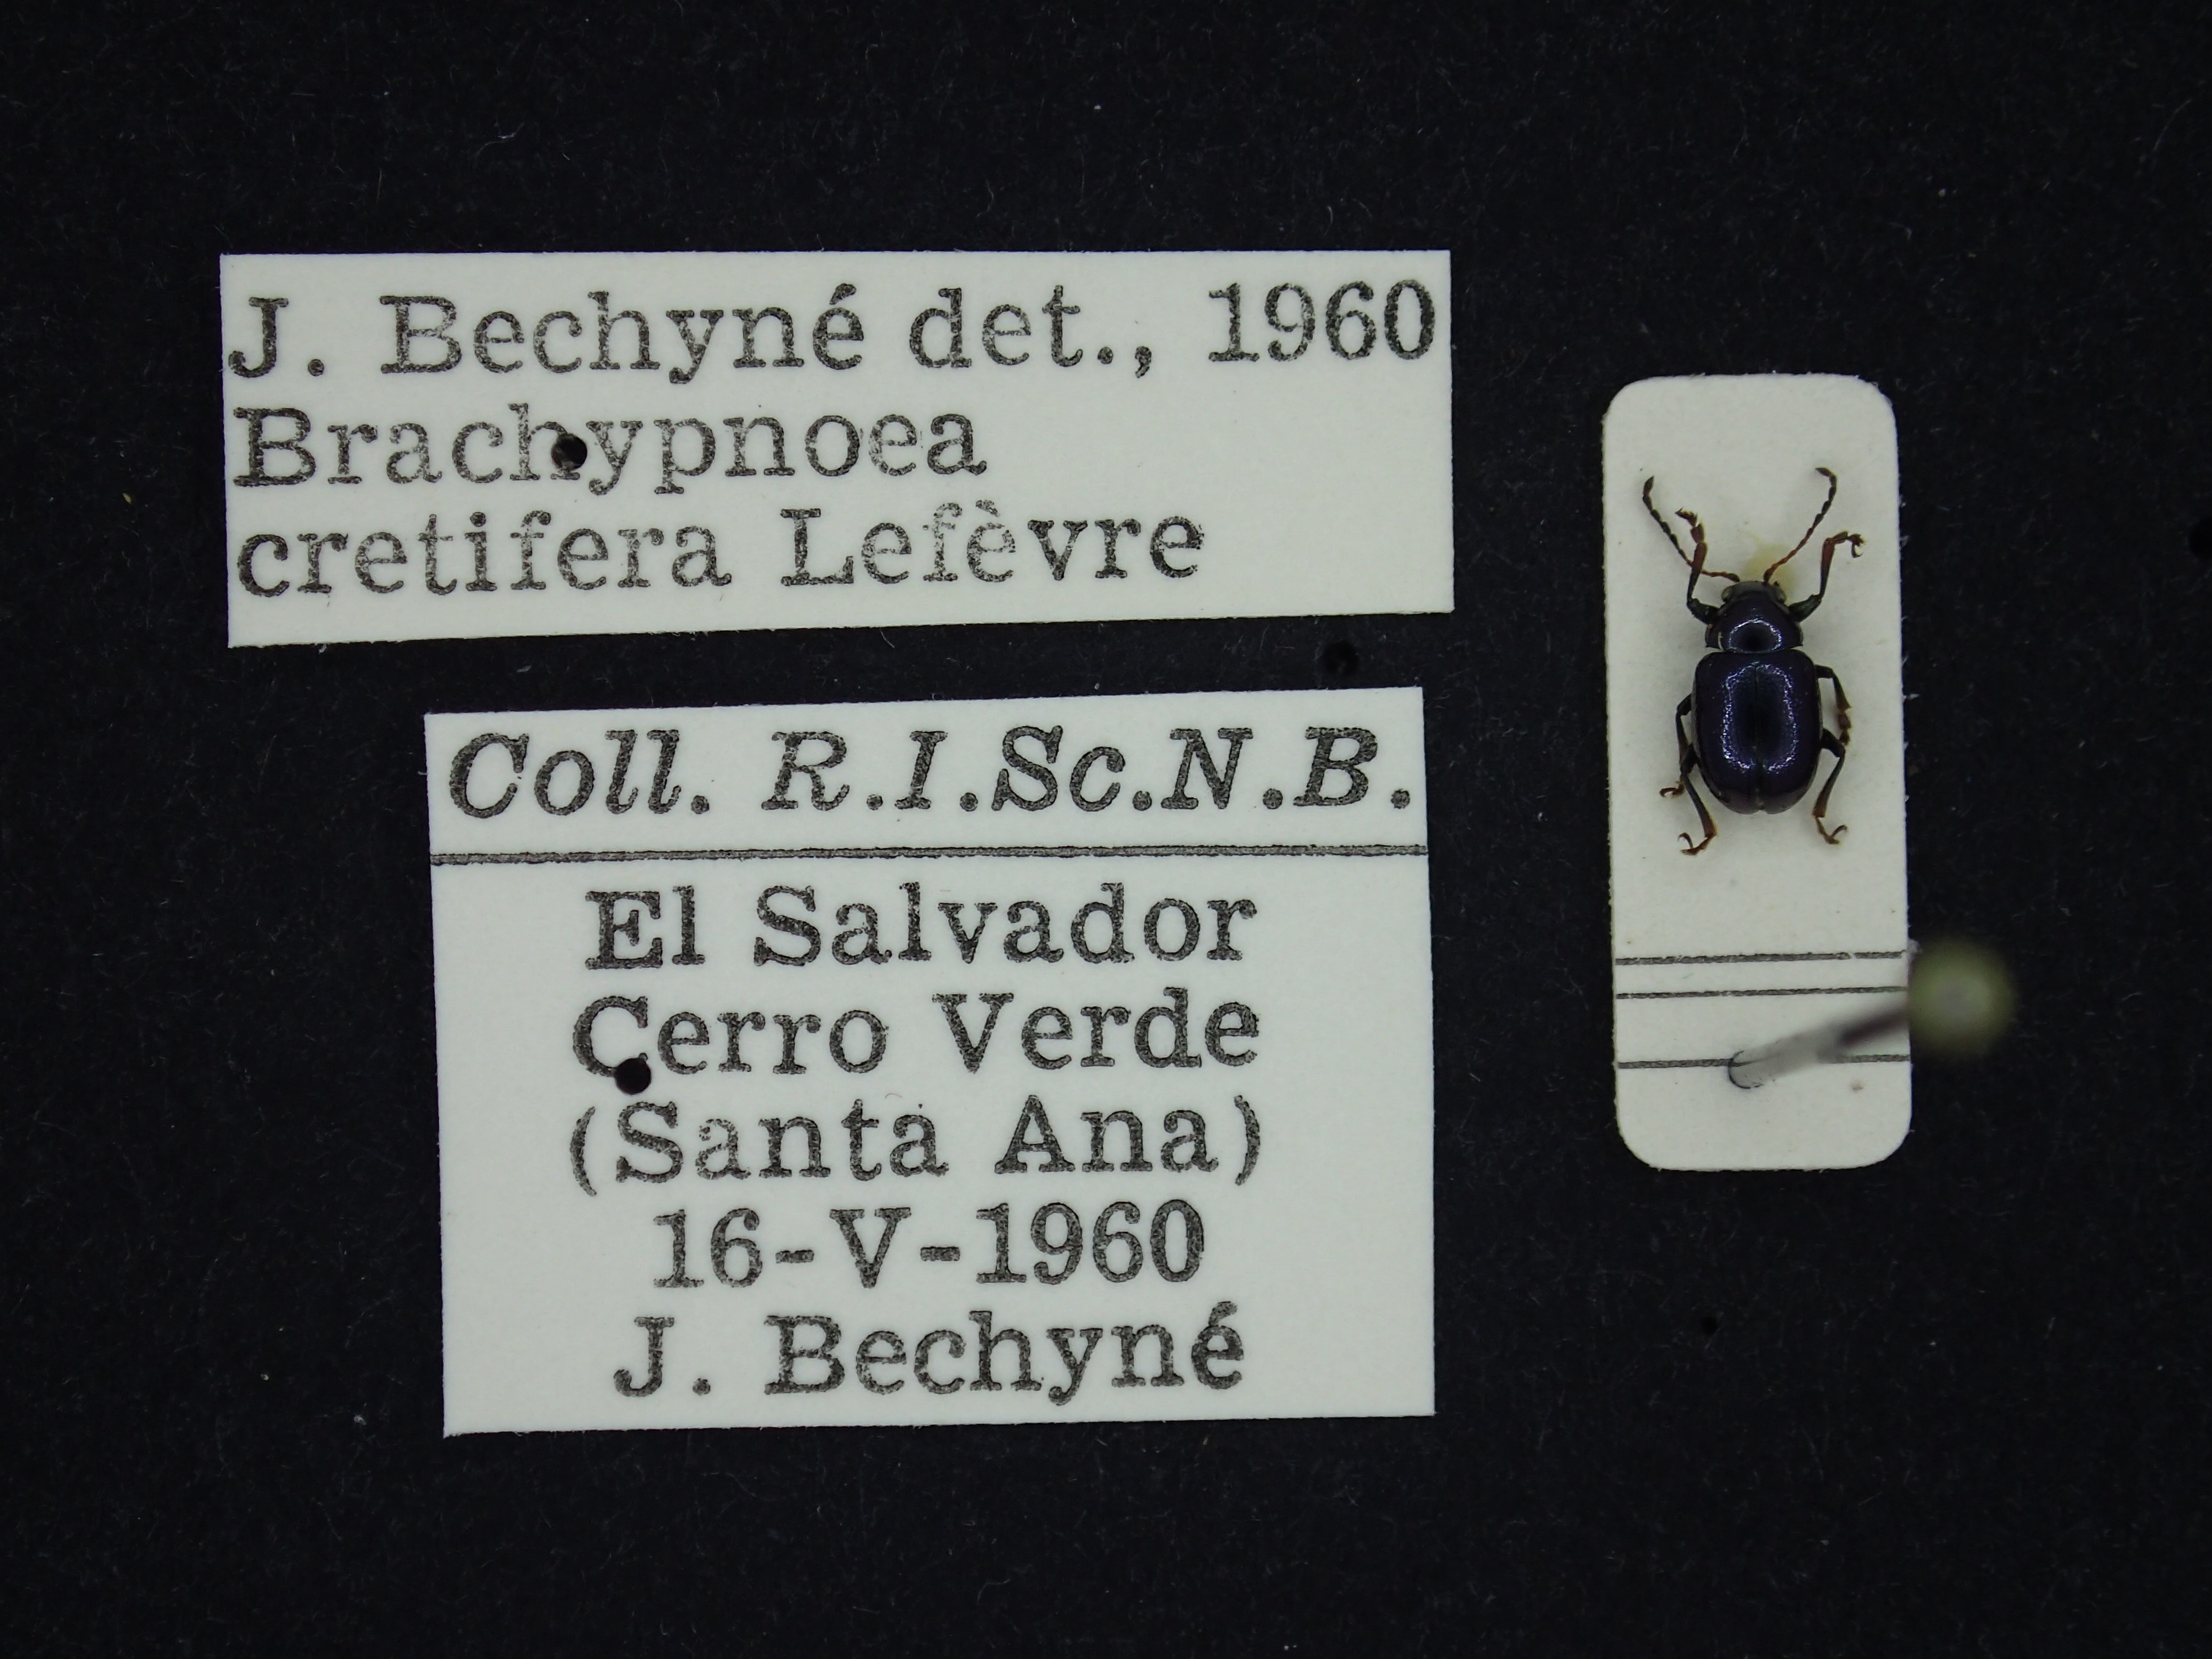 J. Bechyné det., 1960
Brachypnoea
cretifera Lefèvre
Coll. R.I.Sc.N.B.
El Salvador
Cerro Verde
(Santa Ana)
16-V-1960
J. Bechyné